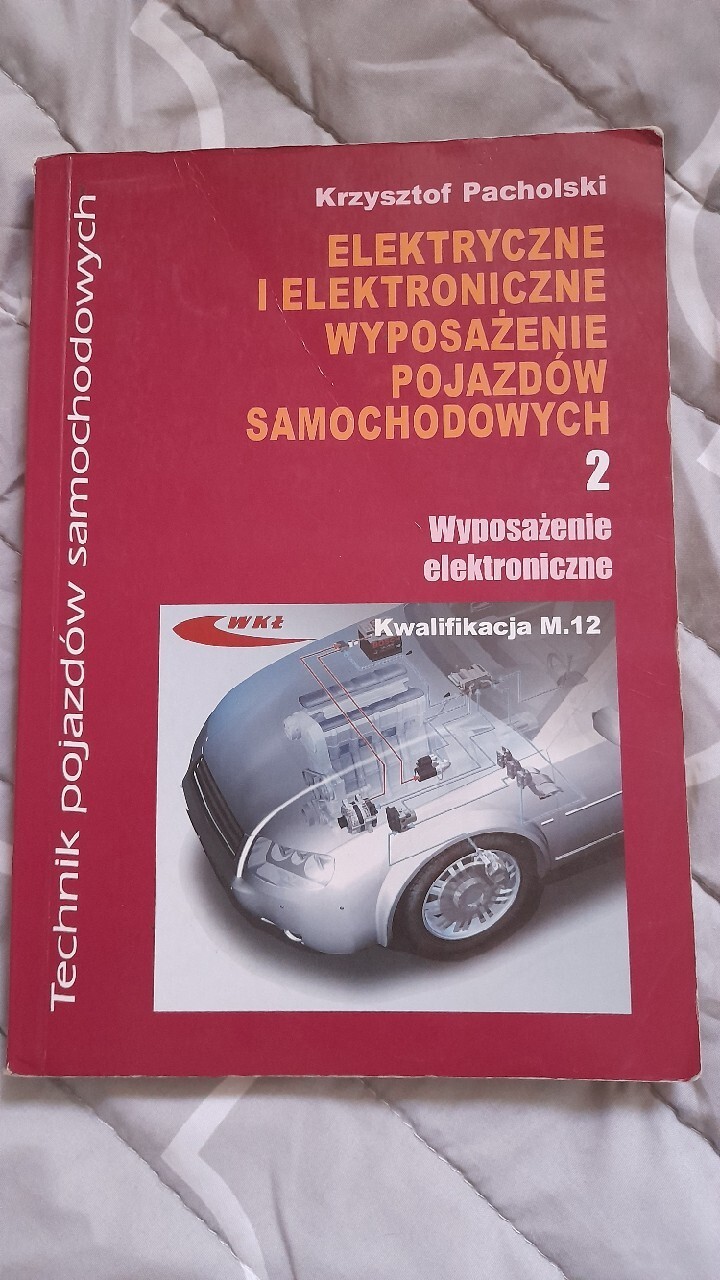 Krzysztof Pacholski
ELEKTRYCZNE
I ELEKTRONICZNE
WYPOSAŻENIE
POJAZDÓW
SAMOCHODOWYCH
2
Wyposażenie
elektroniczne
WKŁ
Kwalifikacja M.12
Technik pojazdów samochodowych